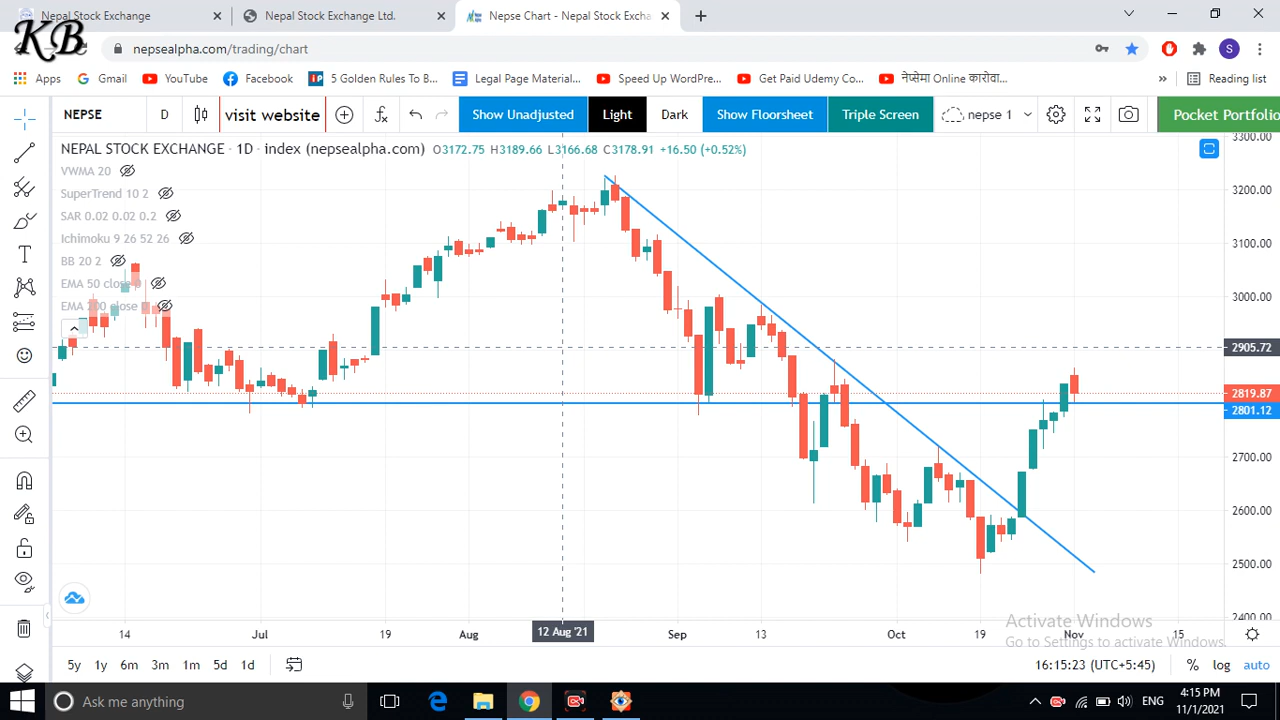 Nepal Stock Exchange
Nepal Stock Exchange Ltd.
Nepse Chart - Nepal Stock Excha
KB
nepsealpha.com/trading/chart
S
Apps
Gmail
YouTube
Facebook
5 Golden Rules To B...
Legal Page Material...
Speed Up WordPre...
Get Paid Udemy Co...
नेप्सेमा Online कारोवा...
»
Reading list
NEPSE
D
visit website
Show Unadjusted
Light
Dark
Show Floorsheet
Triple Screen
nepse 1
Pocket Portfolio
NEPAL STOCK EXCHANGE · 1D · index (nepsealpha.com) O3172.75 H3189.66 L3166.68 C3178.91 +16.50 (+0.52%)
VWMA 20
SuperTrend 10 2
SAR 0.02 0.02 0.2
Ichimoku 9 26 52 26
BB 20 2
EMA 50 close 0
EMA 200 close 0
3300.00
3200.00
3100.00
3000.00
2905.72
2819.87
2801.12
2700.00
2600.00
2500.00
2400.00
14
Jul
19
Aug
12 Aug '21
Sep
13
Oct
19
Nov
15
Activate Windows
Go to Settings to activate Windows.
5y
1y
6m
3m
1m
5d
1d
16:15:23 (UTC+5:45)
%
log
auto
Ask me anything
ENG
4:15 PM
11/1/2021